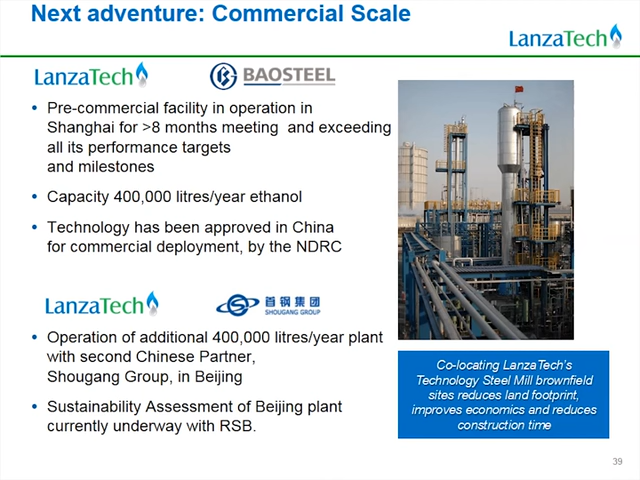 Next adventure: Commercial Scale
LanzaTech
LanzaTech
BAOSTEEL
• Pre-commercial facility in operation in
Shanghai for >8 months meeting and exceeding
all its performance targets
and milestones
• Capacity 400,000 litres/year ethanol
• Technology has been approved in China
for commercial deployment, by the NDRC
LanzaTech
首钢集团
SHOUGANG GROUP
• Operation of additional 400,000 litres/year plant
with second Chinese Partner,
Shougang Group, in Beijing
• Sustainability Assessment of Beijing plant
currently underway with RSB.
Co-locating LanzaTech's
Technology Steel Mill brownfield
sites reduces land footprint,
improves economics and reduces
construction time
39